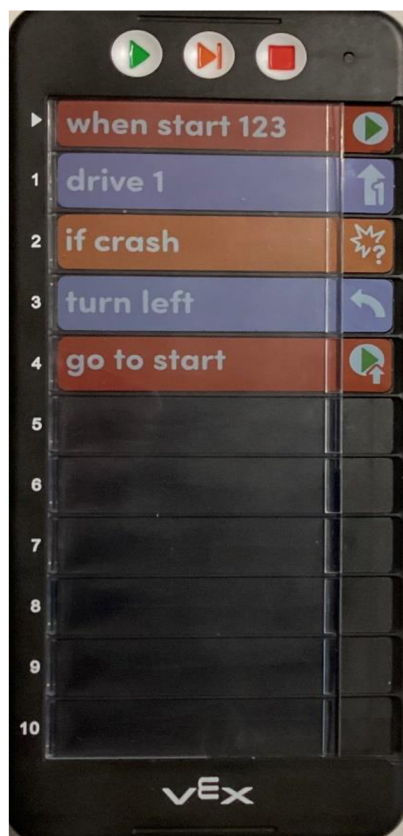 when start 123
1 drive 1 1
2 if crash ?
3 turn left
4 go to start
5
6
7
8
9
10
VEX